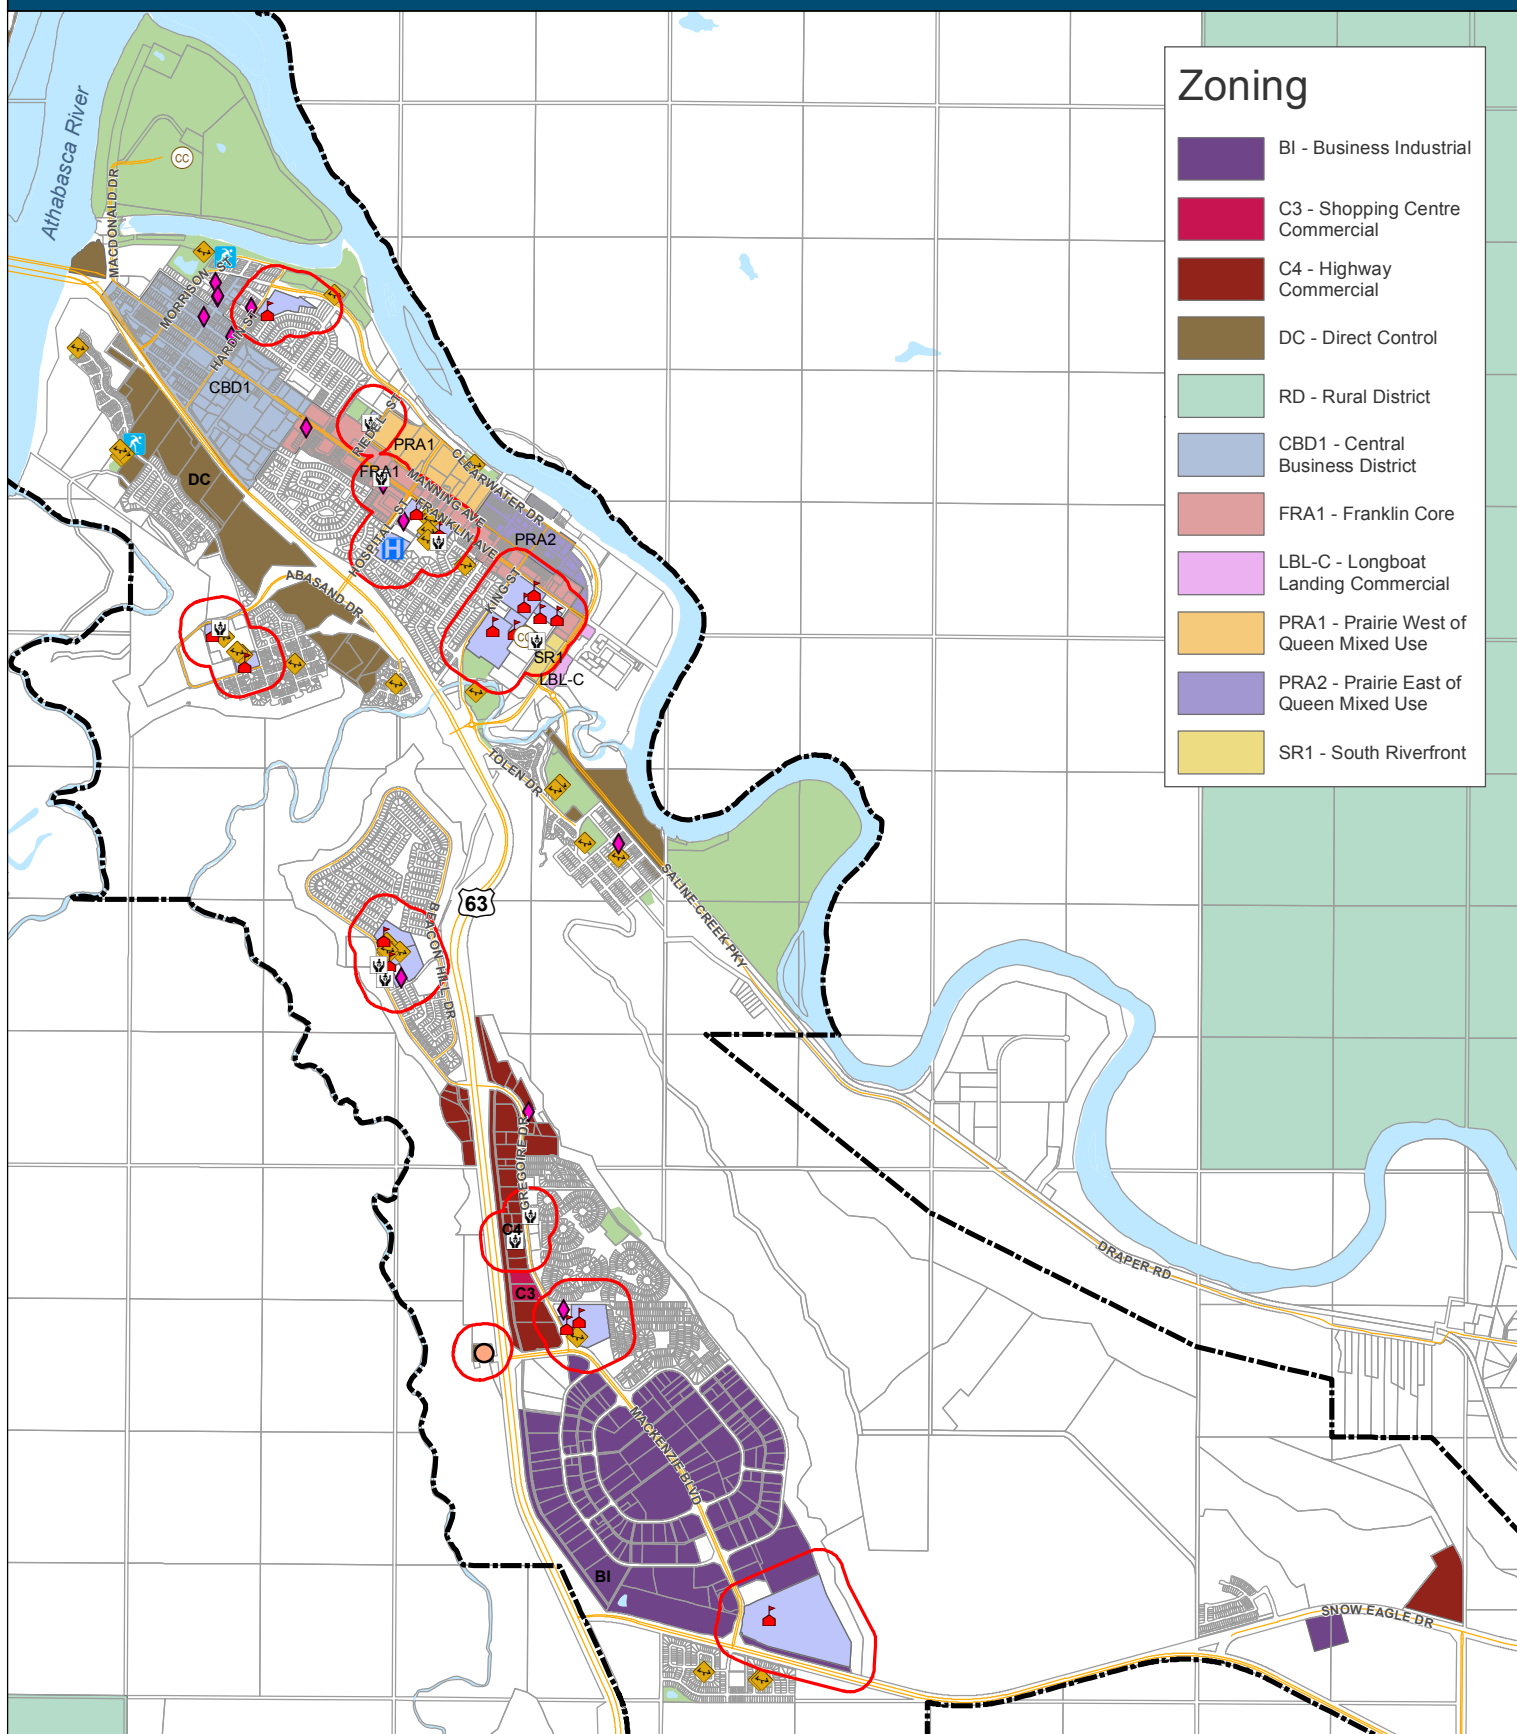 Zoning
BI - Business Industrial
C3 - Shopping Centre
Commercial
C4 - Highway
Commercial
DC - Direct Control
RD - Rural District
CBD1 - Central
Business District
FRA1 - Franklin Core
LBL-C - Longboat
Landing Commercial
PRA1 - Prairie West of
Queen Mixed Use
PRA2 - Prairie East of
Queen Mixed Use
SR1 - South Riverfront
Athabasca River
CC
MACDONALD DR
MORRISON ST
HARDIN ST
CBD1
RIEDEL ST
PRA1
FRA1
CLEARWATER DR
MANNING AVE
FRANKLIN AVE
DC
HOSPITAL ST
H
PRA2
KING ST
ABASAND DR
CC
SR1
LBL-C
TOLEN DR
SALINE CREEK PKY
63
BEACON HILL DR
GREGOIRE DR
C4
C3
DRAPER RD
MACKENZIE BLVD
BI
SNOW EAGLE DR